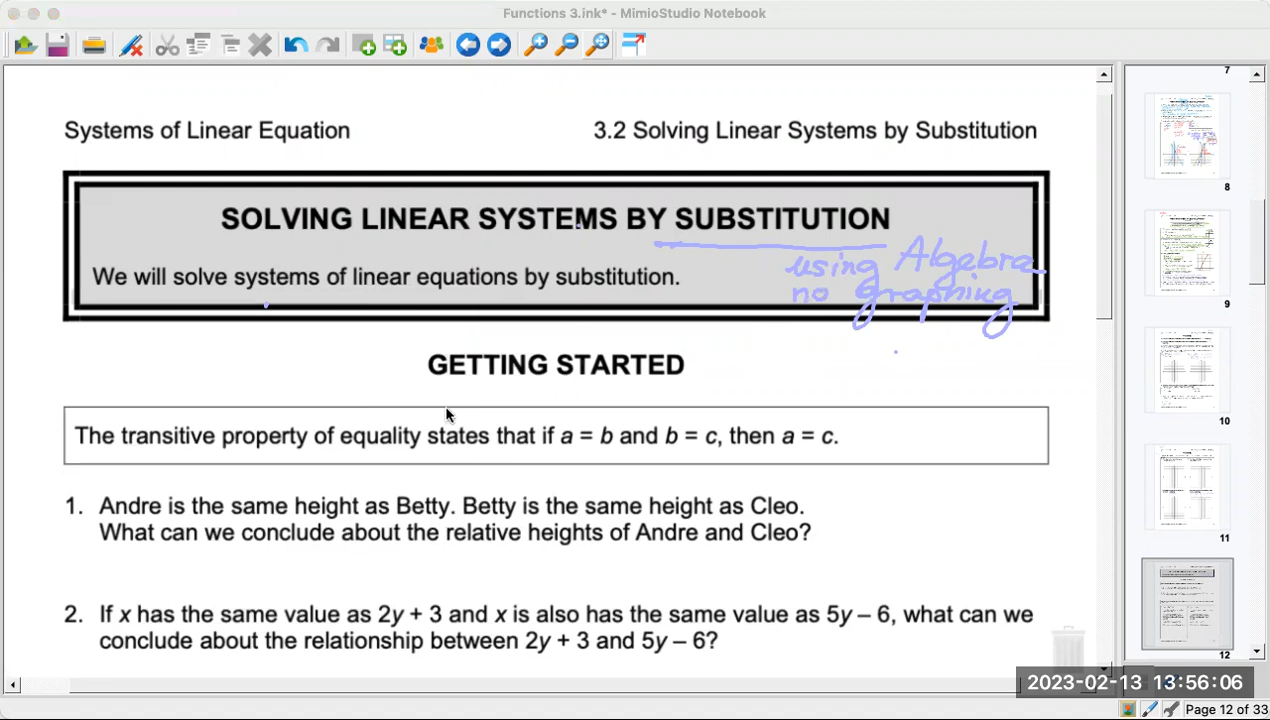 Functions 3.ink* - MimioStudio Notebook
7
Systems of Linear Equation
3.2 Solving Linear Systems by Substitution
SOLVING LINEAR SYSTEMS BY SUBSTITUTION
using Algebra
We will solve systems of linear equations by substitution.
no graphing
8
9
GETTING STARTED
10
The transitive property of equality states that if a = b and b = c, then a = c.
1. Andre is the same height as Betty. Betty is the same height as Cleo.
What can we conclude about the relative heights of Andre and Cleo?
11
2. If x has the same value as 2y + 3 and x is also has the same value as 5y – 6, what can we
conclude about the relationship between 2y + 3 and 5y – 6?
12
2023-02-13 13:56:06
Page 12 of 33